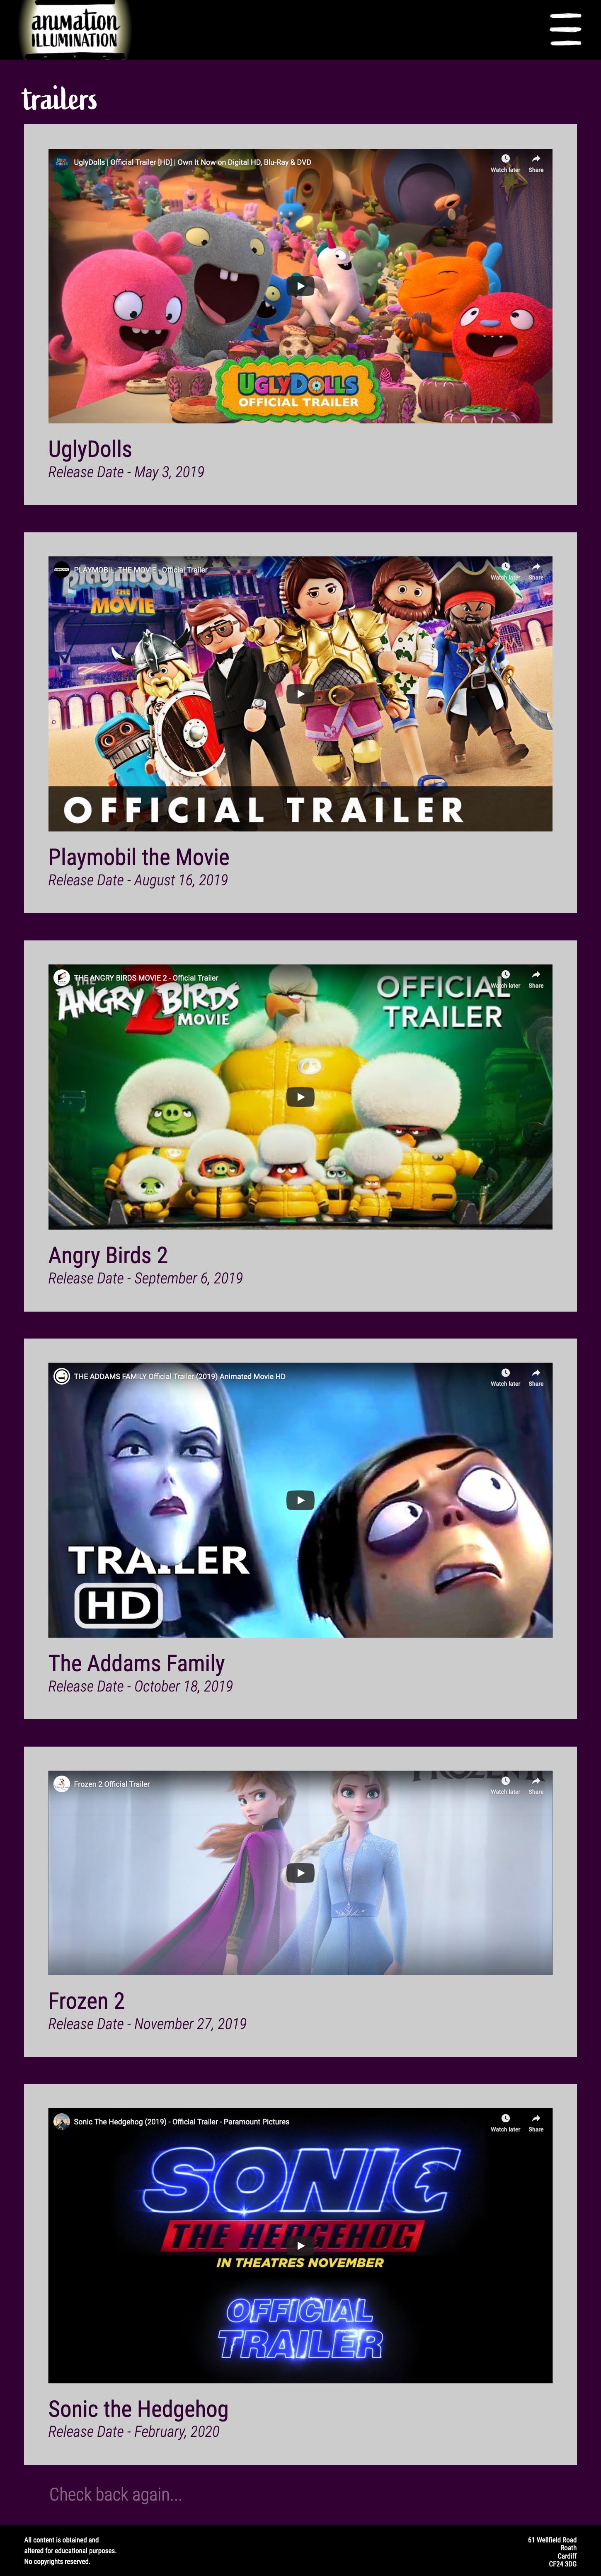 anımation
ILLUMINATION
trailers
UglyDolls | Official Trailer [HD] | Own It Now on Digital HD, Blu-Ray & DVD
Watch later
Share
UGLYDOLLS
OFFICIAL TRAILER
UglyDolls
Release Date - May 3, 2019
PLAYMOBIL: THE MOVIE - Official Trailer
Watch later
Share
playmobil
THE
MOVIE
OFFICIAL TRAILER
Playmobil the Movie
Release Date - August 16, 2019
THE ANGRY BIRDS MOVIE 2 - Official Trailer
Watch later
Share
THE
ANGRY BIRDS
2
MOVIE
OFFICIAL
TRAILER
Angry Birds 2
Release Date - September 6, 2019
THE ADDAMS FAMILY Official Trailer (2019) Animated Movie HD
Watch later
Share
TRAILER
HD
The Addams Family
Release Date - October 18, 2019
Frozen 2 Official Trailer
Watch later
Share
Frozen 2
Release Date - November 27, 2019
Sonic The Hedgehog (2019) - Official Trailer - Paramount Pictures
Watch later
Share
SONIC
THE HEDGEHOG
IN THEATRES NOVEMBER
OFFICIAL
TRAILER
Sonic the Hedgehog
Release Date - February, 2020
Check back again...
All content is obtained and
altered for educational purposes.
No copyrights reserved.
61 Wellfield Road
Roath
Cardiff
CF24 3DG